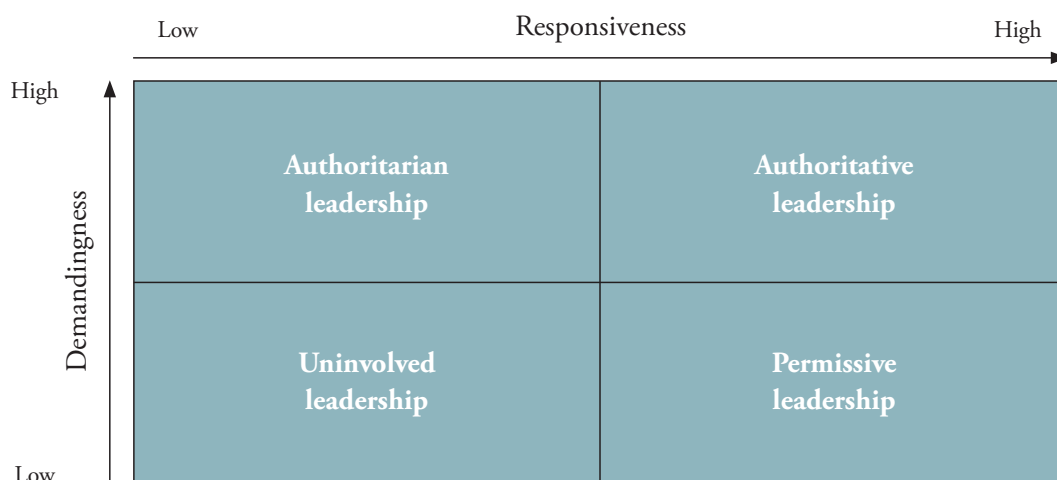 Low Responsiveness High
High
Authoritarian Authoritative
leadership leadership
Demandingness
Uninvolved Permissive
leadership leadership
Low